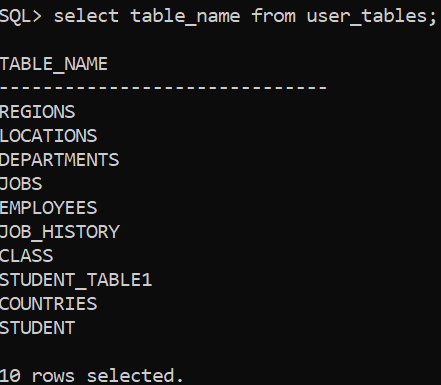 SQL> select table_name from user_tables;
TABLE_NAME
------------------------------
REGIONS
LOCATIONS
DEPARTMENTS
JOBS
EMPLOYEES
JOB_HISTORY
CLASS
STUDENT_TABLE1
COUNTRIES
STUDENT
10 rows selected.